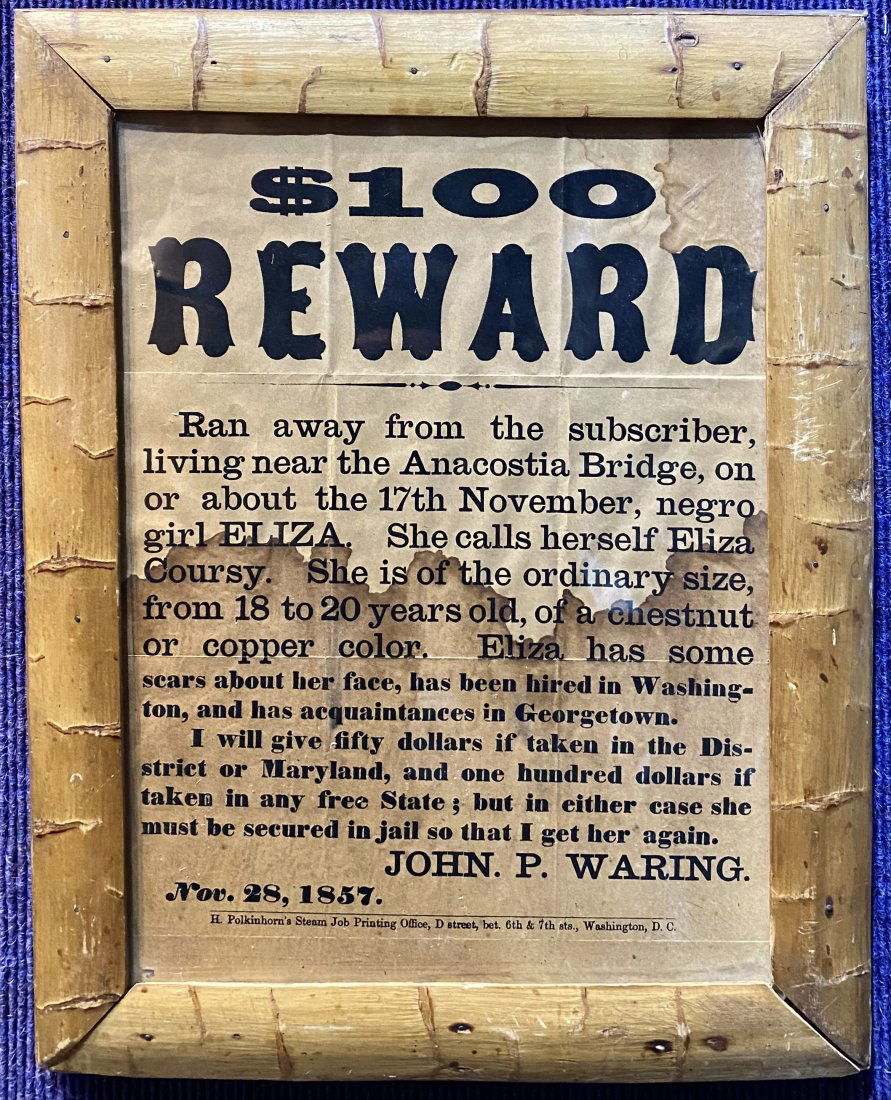 $100
REWARD
Ran away from the subscriber,
living near the Anacostia Bridge, on
or about the 17th November, negro
girl ELIZA. She calls herself Eliza
Coursy. She is of the ordinary size,
from 18 to 20 years old, of a chestnut
or copper color. Eliza has some
scars about her face, has been hired in Washing-
ton, and has acquaintances in Georgetown.
I will give fifty dollars if taken in the Dis-
strict or Maryland, and one hundred dollars if
taken in any free State; but in either case she
must be secured in jail so that I get her again.
JOHN. P. WARING.
Nov. 28, 1857.
H. Polkinhorn's Steam Job Printing Office, D street, bet. 6th & 7th sts., Washington, D. C.